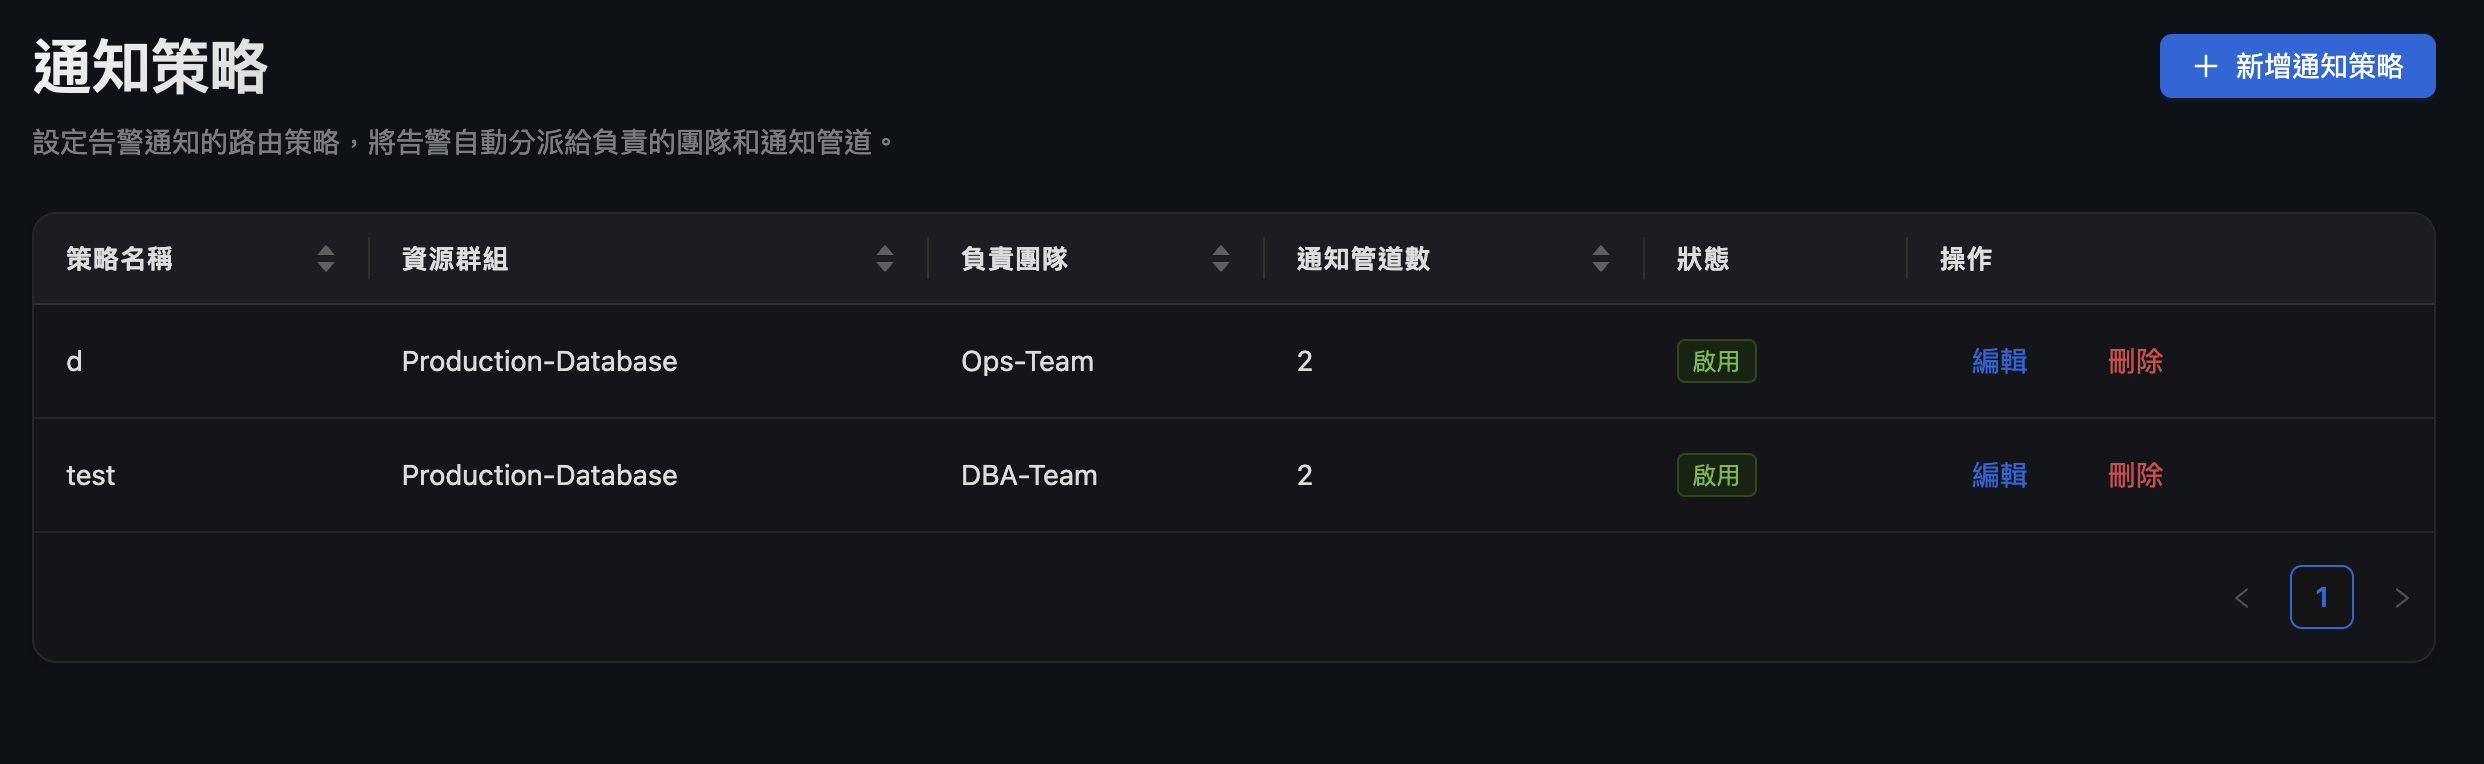 通知策略
+ 新增通知策略
設定告警通知的路由策略，將告警自動分派給負責的團隊和通知管道。
策略名稱 資源群組 負責團隊 通知管道數 狀態 操作
d Production-Database Ops-Team 2 啟用 編輯 刪除
test Production-Database DBA-Team 2 啟用 編輯 刪除
< 1 >